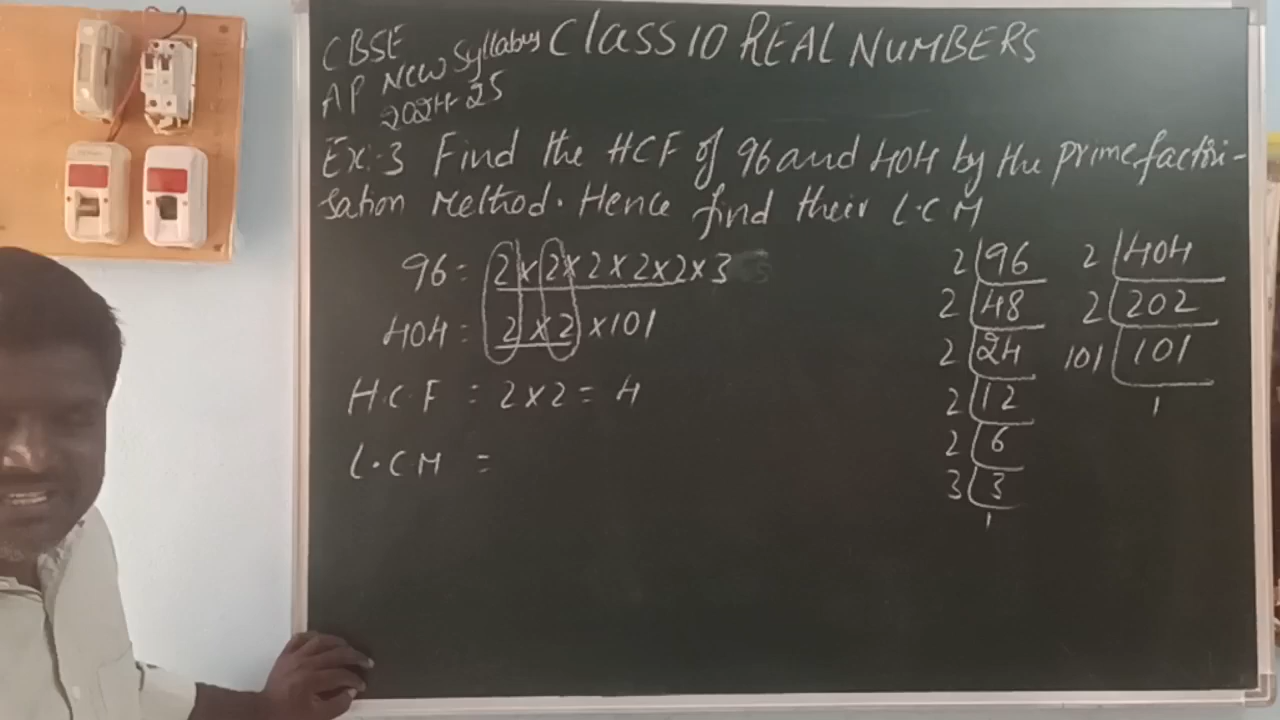 CBSE
AP New Syllabus
2024-25
Class 10 REAL NUMBERS
Ex:-3 Find the HCF of 96 and 404 by the prime factori-
sation Method. Hence find their L.C.M
96 = 2 × 2 × 2 × 2 × 2 × 3
404 = 2 × 2 × 101
H.C.F = 2 × 2 = 4
L.C.M =
2 | 96
2 | 48
2 | 24
2 | 12
2 | 6
3 | 3
1
2 | 404
2 | 202
101 | 101
1